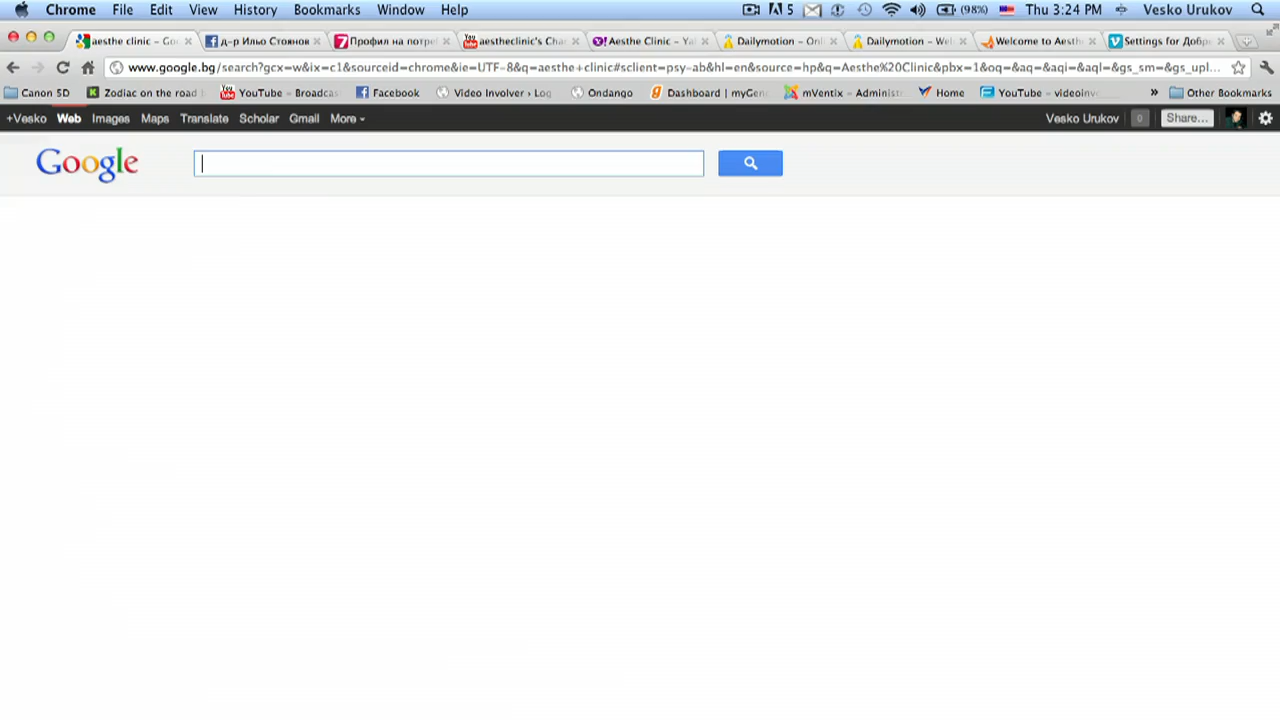 Chrome File Edit View History Bookmarks Window Help 5 (98%) Thu 3:24 PM Vesko Urukov
aesthe clinic – Go д-р Ильо Стоянов Профил на потре aestheclinic's Chan Aesthe Clinic – Ya Dailymotion – Onl Dailymotion – Wel Welcome to Aesth Settings for Добр
www.google.bg/search?gcx=w&ix=c1&sourceid=chrome&ie=UTF-8&q=aesthe+clinic#sclient=psy-ab&hl=en&source=hp&q=Aesthe%20Clinic&pbx=1&oq=&aq=&aqi=&aql=&gs_sm=&gs_upl...
Canon 5D Zodiac on the road YouTube – Broadcas Facebook Video Involver › Log Ondango Dashboard | myGen mVentix – Administ Home YouTube – videoinv » Other Bookmarks
+Vesko Web Images Maps Translate Scholar Gmail More Vesko Urukov 0 Share...
Google